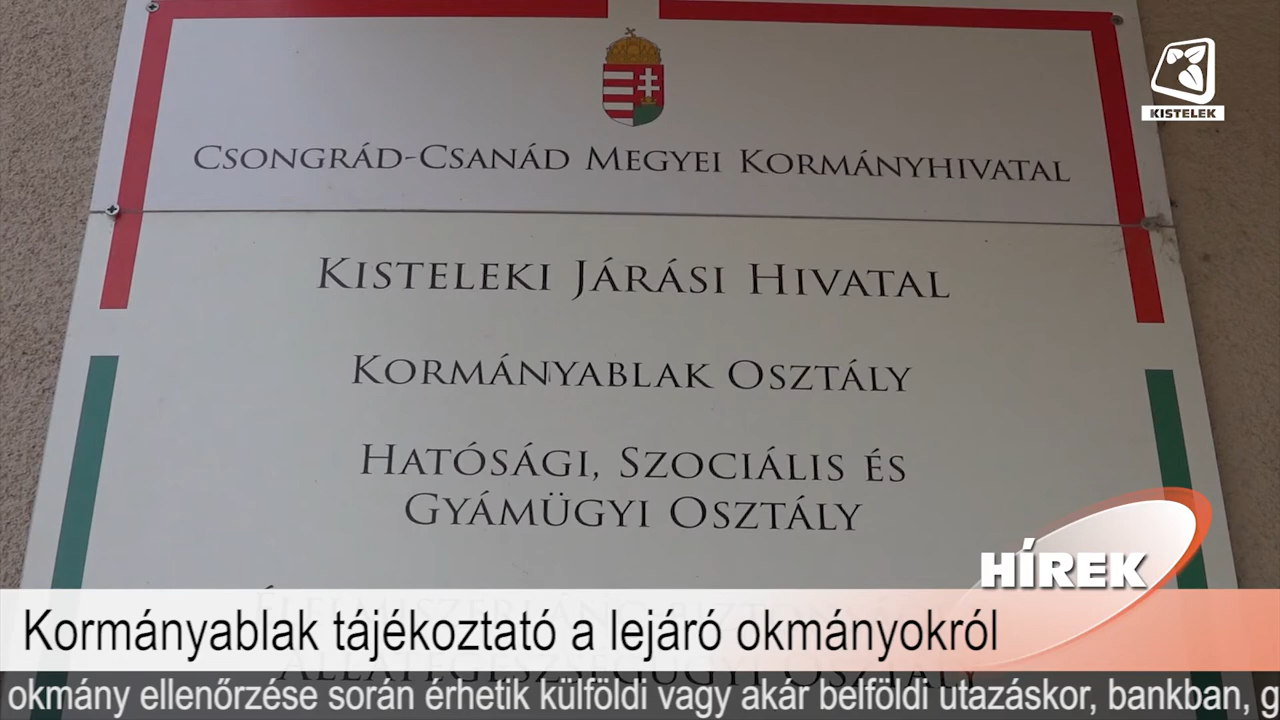 KISTELEK
CSONGRÁD-CSANÁD MEGYEI KORMÁNYHIVATAL
KISTELEKI JÁRÁSI HIVATAL
KORMÁNYABLAK OSZTÁLY
HATÓSÁGI, SZOCIÁLIS ÉS
GYÁMÜGYI OSZTÁLY
HÍREK
Kormányablak tájékoztató a lejáró okmányokról
okmány ellenőrzése során érhetik külföldi vagy akár belföldi utazáskor, bankban, g